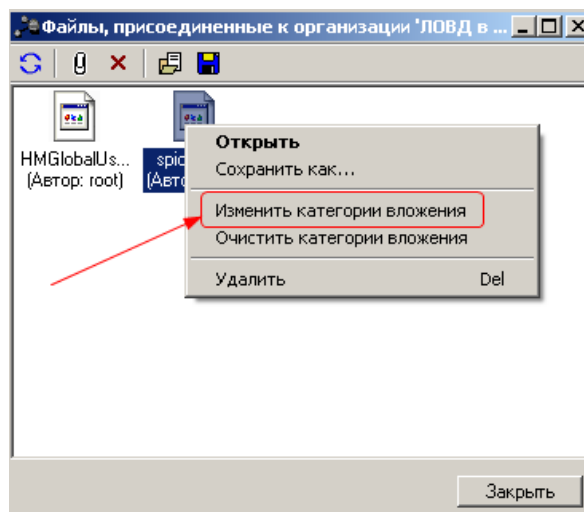 Файлы, присоединенные к организации 'ЛОВД в ...
HMGlobalUs...
(Автор: root)
Открыть
Сохранить как...
Изменить категории вложения
Очистить категории вложения
Удалить Del
Закрыть